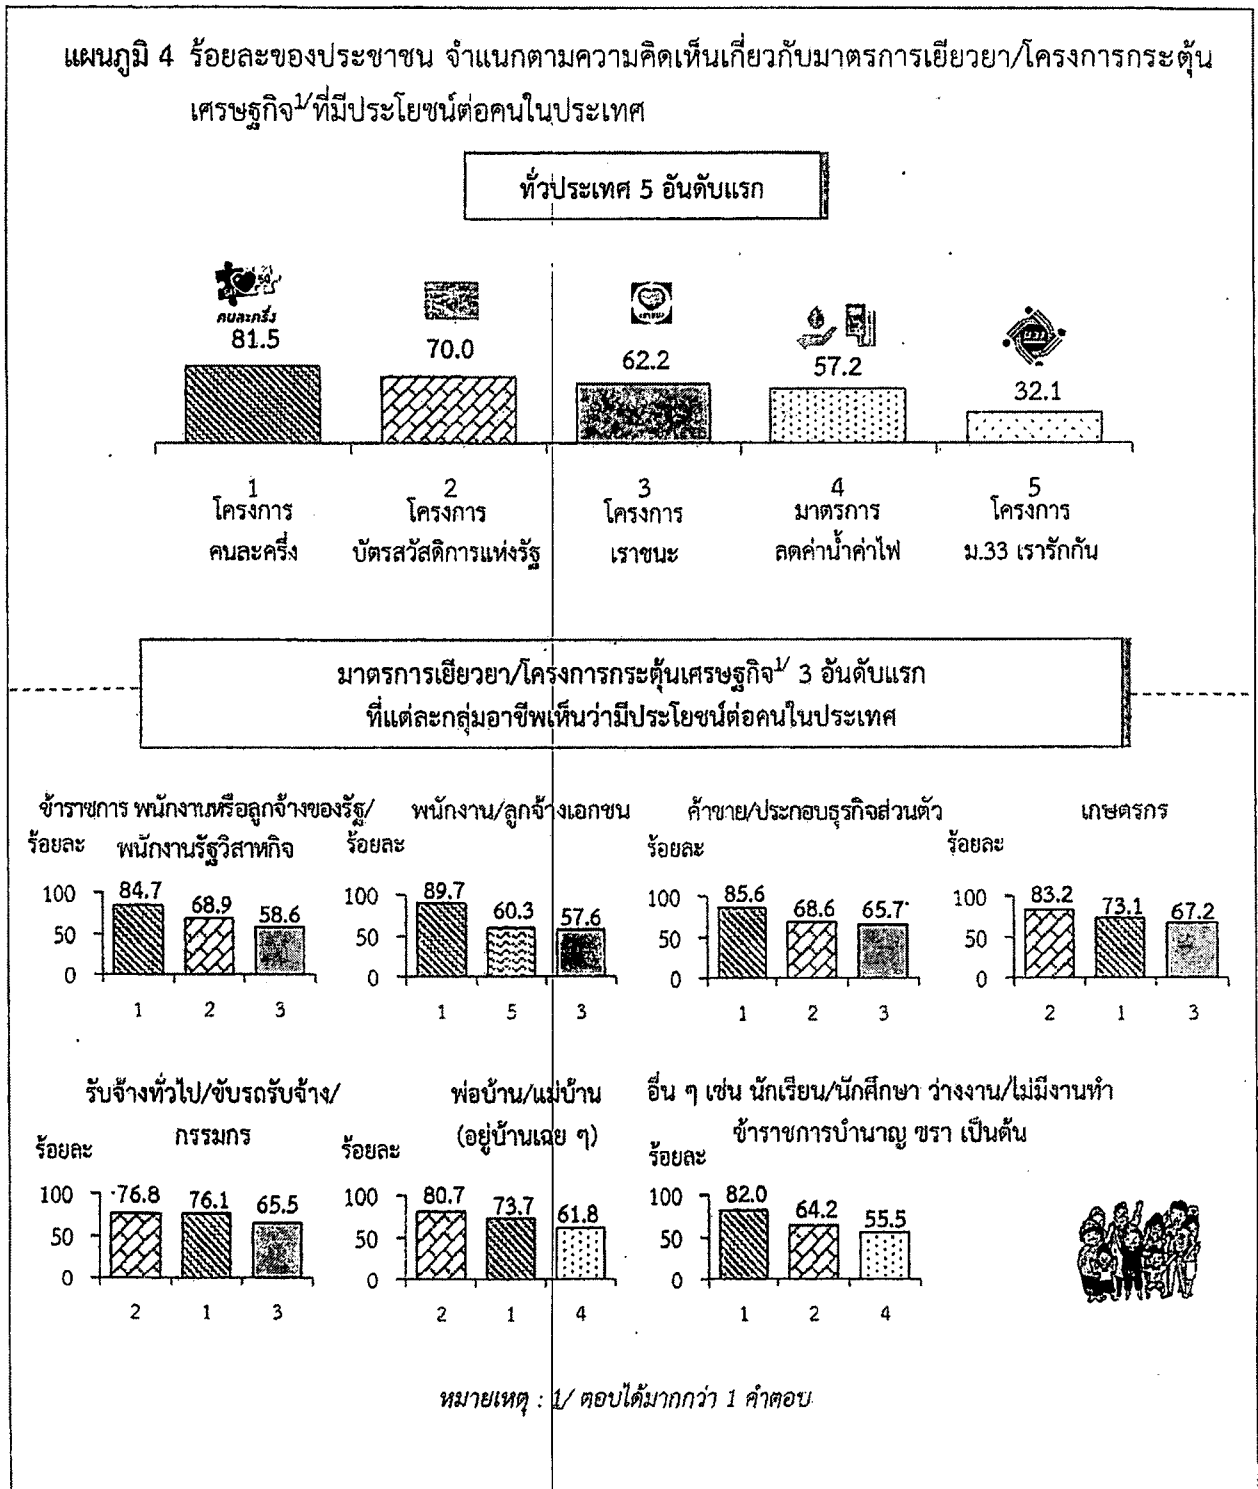 แผนภูมิ 4 ร้อยละของประชาชน จำแนกตามความคิดเห็นเกี่ยวกับมาตรการเยียวยา/โครงการกระตุ้น
เศรษฐกิจ1/ที่มีประโยชน์ต่อคนในประเทศ
ทั่วประเทศ 5 อันดับแรก
คนละครึ่ง
81.5
70.0
เราชนะ
62.2
57.2
ม33
32.1
1
โครงการ
คนละครึ่ง
2
โครงการ
บัตรสวัสดิการแห่งรัฐ
3
โครงการ
เราชนะ
4
มาตรการ
ลดค่าน้ำค่าไฟ
5
โครงการ
ม.33 เรารักกัน
มาตรการเยียวยา/โครงการกระตุ้นเศรษฐกิจ1/ 3 อันดับแรก
ที่แต่ละกลุ่มอาชีพเห็นว่ามีประโยชน์ต่อคนในประเทศ
ข้าราชการ พนักงานหรือลูกจ้างของรัฐ/
พนักงานรัฐวิสาหกิจ
ร้อยละ
100
50
0
84.7 68.9 58.6
1 2 3
พนักงาน/ลูกจ้างเอกชน
ร้อยละ
100
50
0
89.7 60.3 57.6
1 5 3
ค้าขาย/ประกอบธุรกิจส่วนตัว
ร้อยละ
100
50
0
85.6 68.6 65.7
1 2 3
เกษตรกร
ร้อยละ
100
50
0
83.2 73.1 67.2
2 1 3
รับจ้างทั่วไป/ขับรถรับจ้าง/
กรรมกร
ร้อยละ
100
50
0
76.8 76.1 65.5
2 1 3
พ่อบ้าน/แม่บ้าน
(อยู่บ้านเฉย ๆ)
ร้อยละ
100
50
0
80.7 73.7 61.8
2 1 4
อื่น ๆ เช่น นักเรียน/นักศึกษา ว่างงาน/ไม่มีงานทำ
ข้าราชการบำนาญ ชรา เป็นต้น
ร้อยละ
100
50
0
82.0 64.2 55.5
1 2 4
หมายเหตุ : 1/ ตอบได้มากกว่า 1 คำตอบ